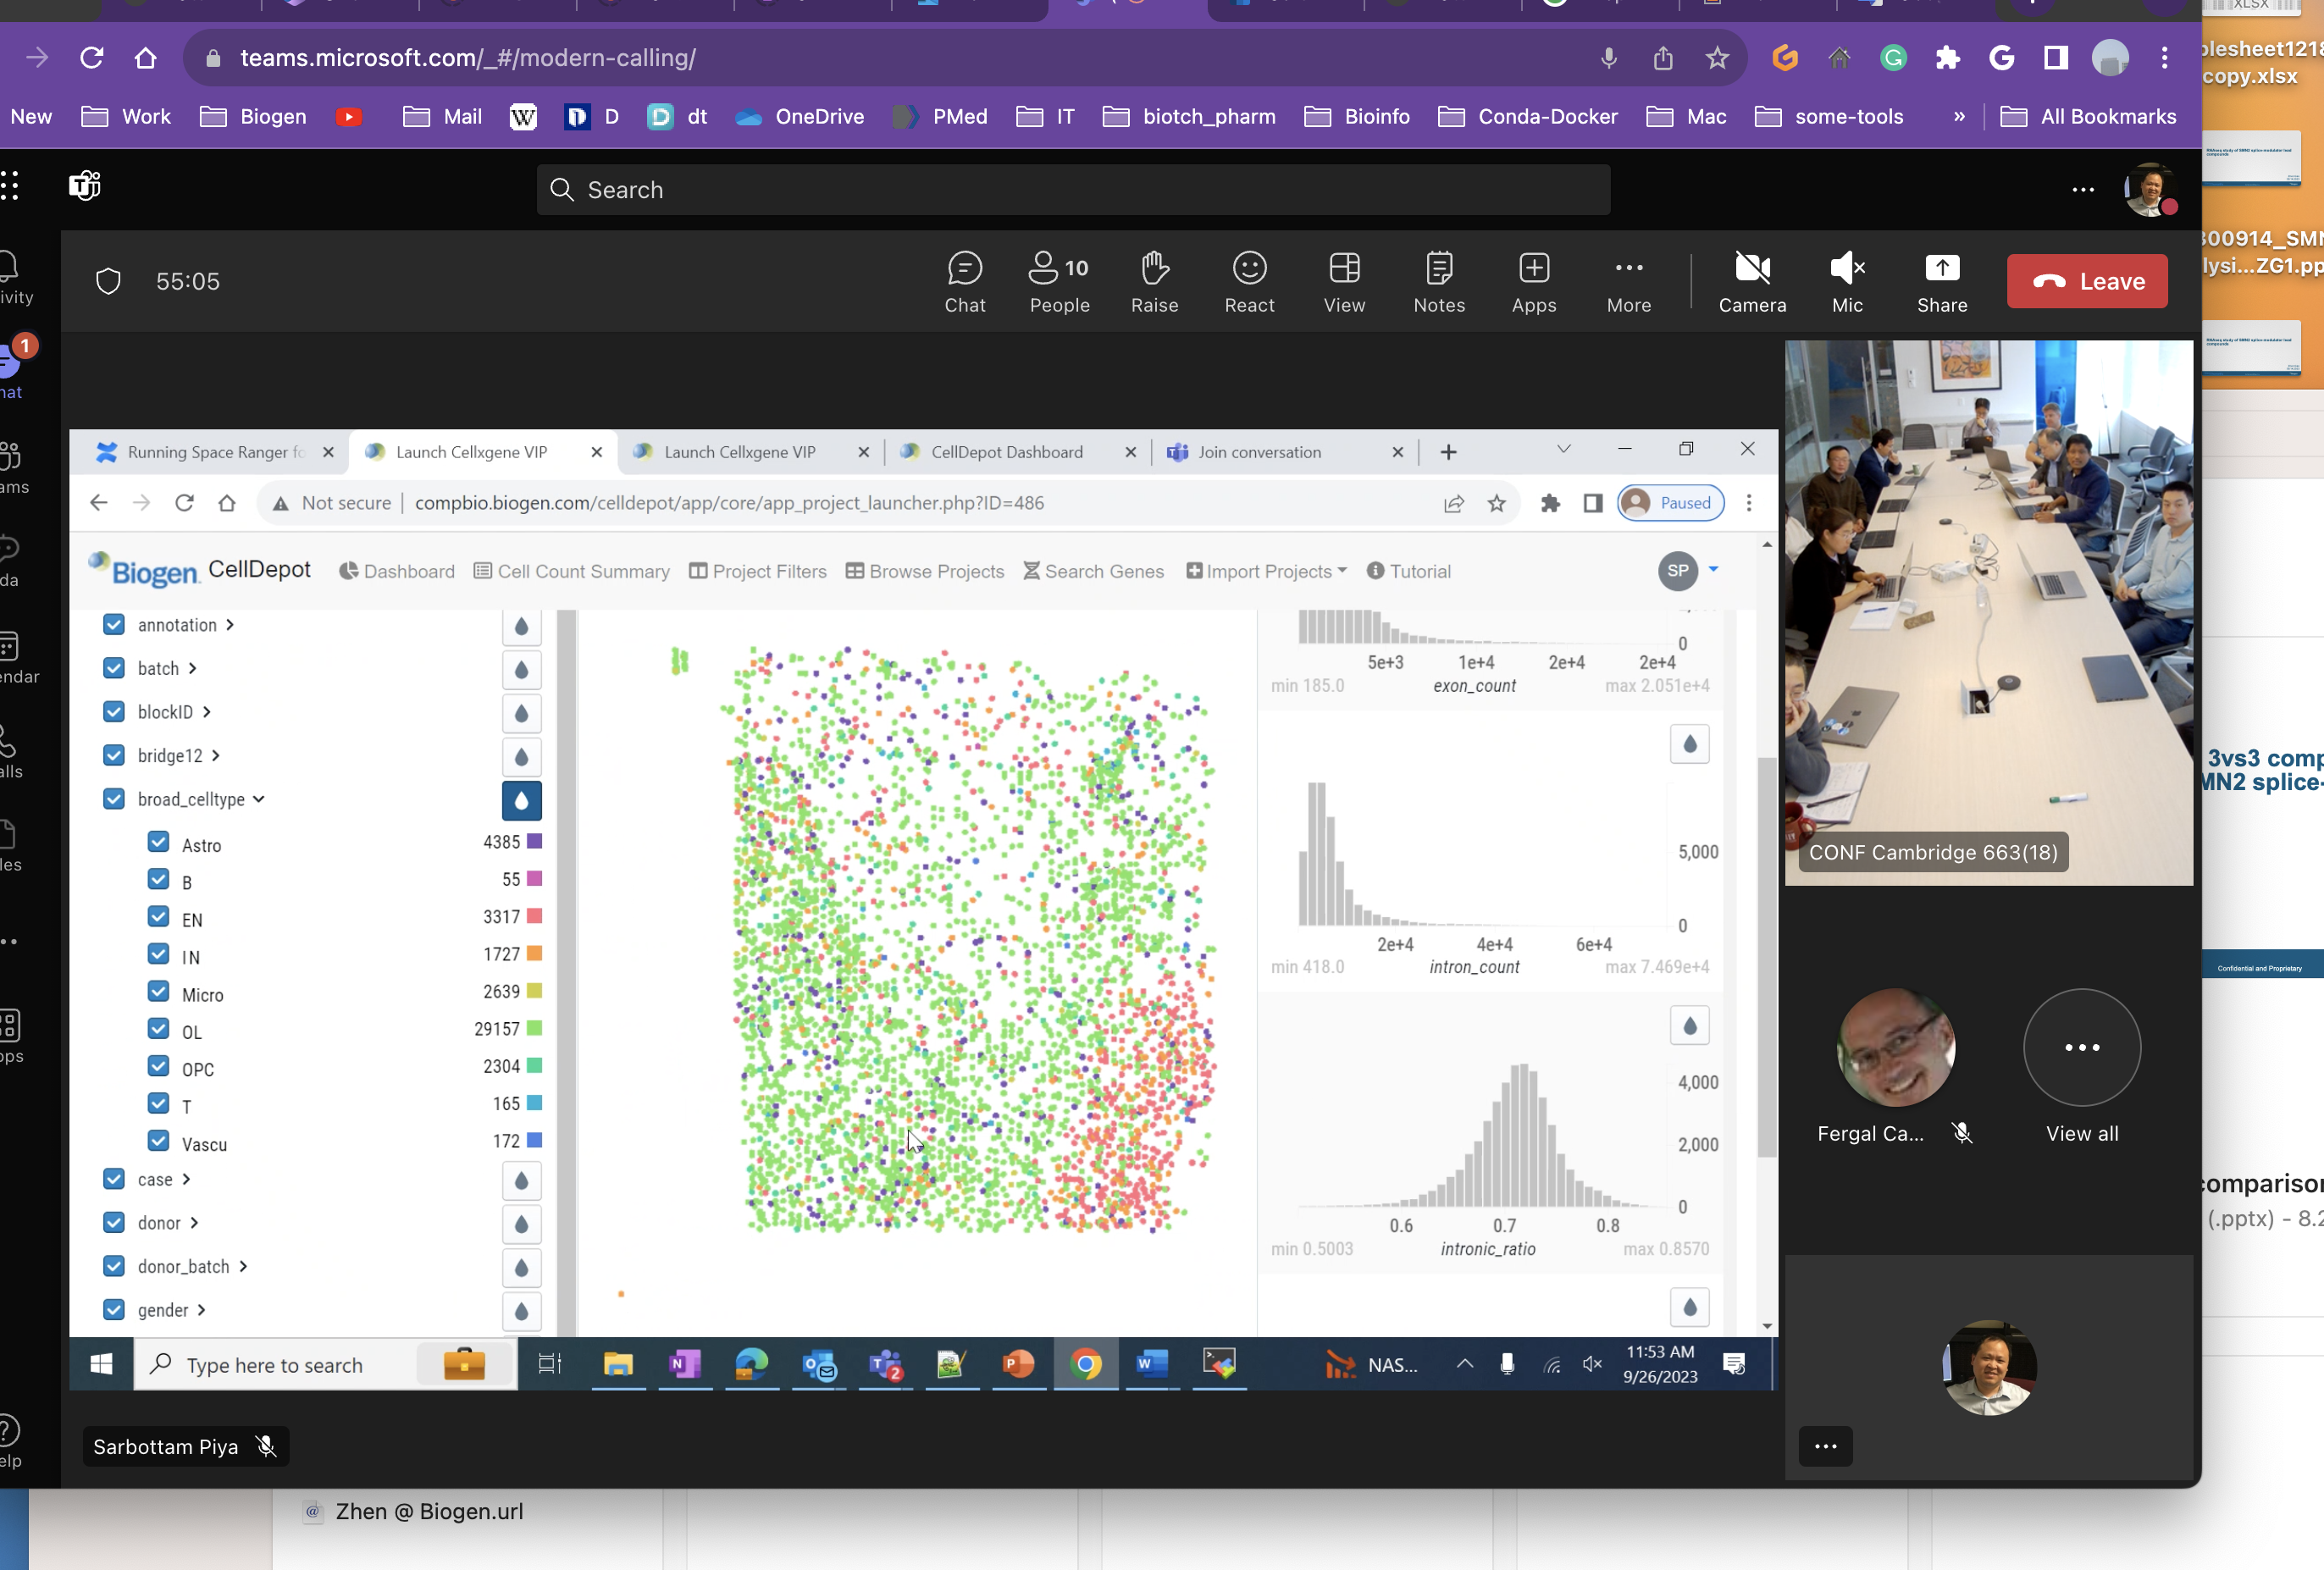 XLSX
teams.microsoft.com/_#/modern-calling/
plesheet1218
copy.xlsx
New Work Biogen Mail W D D D dt OneDrive PMed IT biotch_pharm Bioinfo Conda-Docker Mac some-tools » All Bookmarks
Search
300914_SMN
lysi...ZG1.pp
55:05
10
Chat People Raise React View Notes Apps More Camera Mic Share Leave
ivity
1
hat
ams
da
endar
alls
les
pps
elp
Running Space Ranger fo Launch Cellxgene VIP Launch Cellxgene VIP CellDepot Dashboard Join conversation
Not secure compbio.biogen.com/celldepot/app/core/app_project_launcher.php?ID=486 Paused
Biogen. CellDepot Dashboard Cell Count Summary Project Filters Browse Projects Search Genes Import Projects Tutorial SP
annotation
batch
blockID
bridge12
broad_celltype
Astro 4385
B 55
EN 3317
IN 1727
Micro 2639
OL 29157
OPC 2304
T 165
Vascu 172
case
donor
donor_batch
gender
0
5e+3 1e+4 2e+4 2e+4
min 185.0 exon_count max 2.051e+4
5,000
0
2e+4 4e+4 6e+4
min 418.0 intron_count max 7.469e+4
4,000
2,000
0
0.6 0.7 0.8
min 0.5003 intronic_ratio max 0.8570
CONF Cambridge 663(18)
Fergal Ca... View all
3vs3 comp
MN2 splice-
Confidential and Proprietary
comparison
(.pptx) - 8.2
Type here to search
2
NAS...
11:53 AM
9/26/2023
Sarbottam Piya
Zhen @ Biogen.url